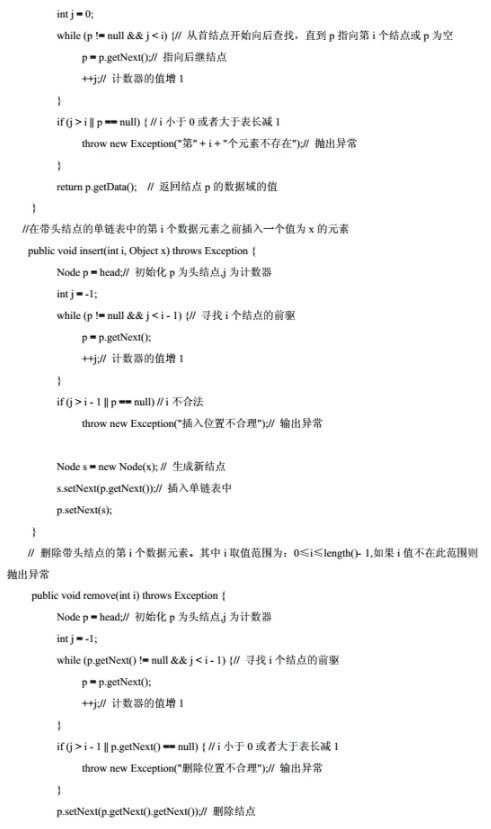 int j = 0;
while (p != null && j < i) {// 从首结点开始向后查找，直到 p 指向第 i 个结点或 p 为空
p = p.getNext();// 指向后继结点
++j;// 计数器的值增 1
}
if (j > i || p == null) { // i 小于 0 或者大于表长减 1
throw new Exception("第" + i + "个元素不存在");// 抛出异常
}
return p.getData(); // 返回结点 p 的数据域的值
}
//在带头结点的单链表中的第 i 个数据元素之前插入一个值为 x 的元素
public void insert(int i, Object x) throws Exception {
Node p = head;// 初始化 p 为头结点,j 为计数器
int j = -1;
while (p != null && j < i - 1) {// 寻找 i 个结点的前驱
p = p.getNext();
++j;// 计数器的值增 1
}
if (j > i - 1 || p == null) // i 不合法
throw new Exception("插入位置不合理");// 输出异常
Node s = new Node(x); // 生成新结点
s.setNext(p.getNext());// 插入单链表中
p.setNext(s);
}
// 删除带头结点的第 i 个数据元素。其中 i 取值范围为：0≤i≤length()- 1,如果 i 值不在此范围则
抛出异常
public void remove(int i) throws Exception {
Node p = head;// 初始化 p 为头结点,j 为计数器
int j = -1;
while (p.getNext() != null && j < i - 1) {// 寻找 i 个结点的前驱
p = p.getNext();
++j;// 计数器的值增 1
}
if (j > i - 1 || p.getNext() == null) { // i 小于 0 或者大于表长减 1
throw new Exception("删除位置不合理");// 输出异常
}
p.setNext(p.getNext().getNext());// 删除结点